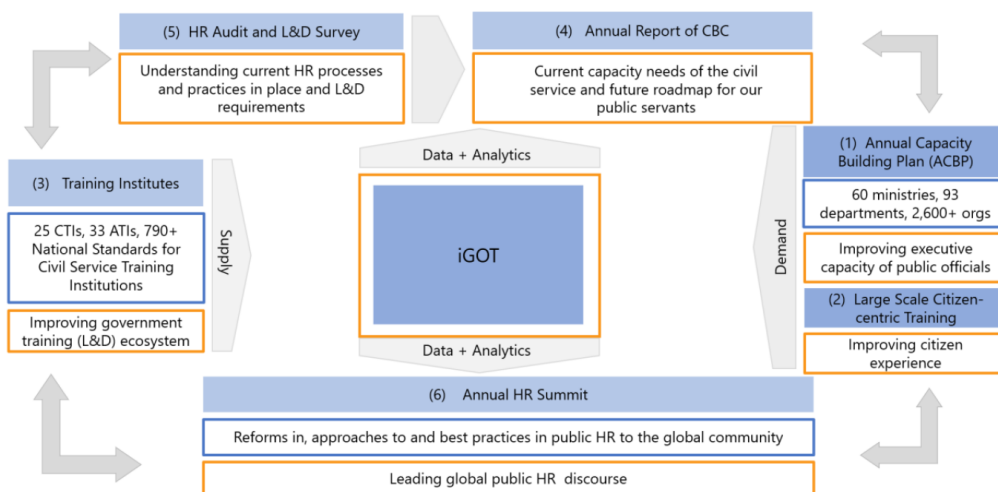 (5) HR Audit and L&D Survey
Understanding current HR processes
and practices in place and L&D
requirements
(4) Annual Report of CBC
Current capacity needs of the civil
service and future roadmap for our
public servants
(1) Annual Capacity
Building Plan (ACBP)
60 ministries, 93
departments, 2,600+ orgs
Improving executive
capacity of public officials
(2) Large Scale Citizen-
centric Training
Improving citizen
experience
(3) Training Institutes
25 CTIs, 33 ATIs, 790+
National Standards for
Civil Service Training
Institutions
Improving government
training (L&D) ecosystem
Supply
Data + Analytics
iGOT
Data + Analytics
Demand
(6) Annual HR Summit
Reforms in, approaches to and best practices in public HR to the global community
Leading global public HR discourse